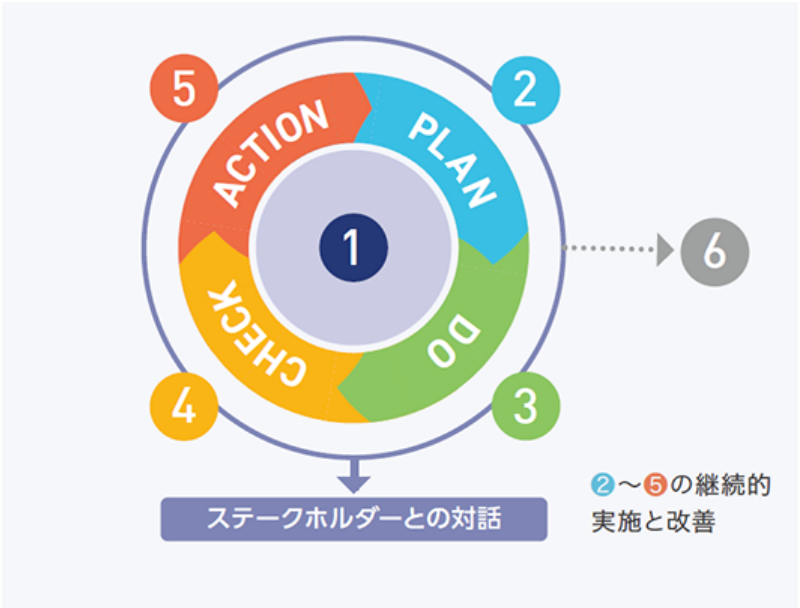 5
2
ACTION
PLAN
1
6
CHECK
DO
4
3
ステークホルダーとの対話
2～5の継続的
実施と改善